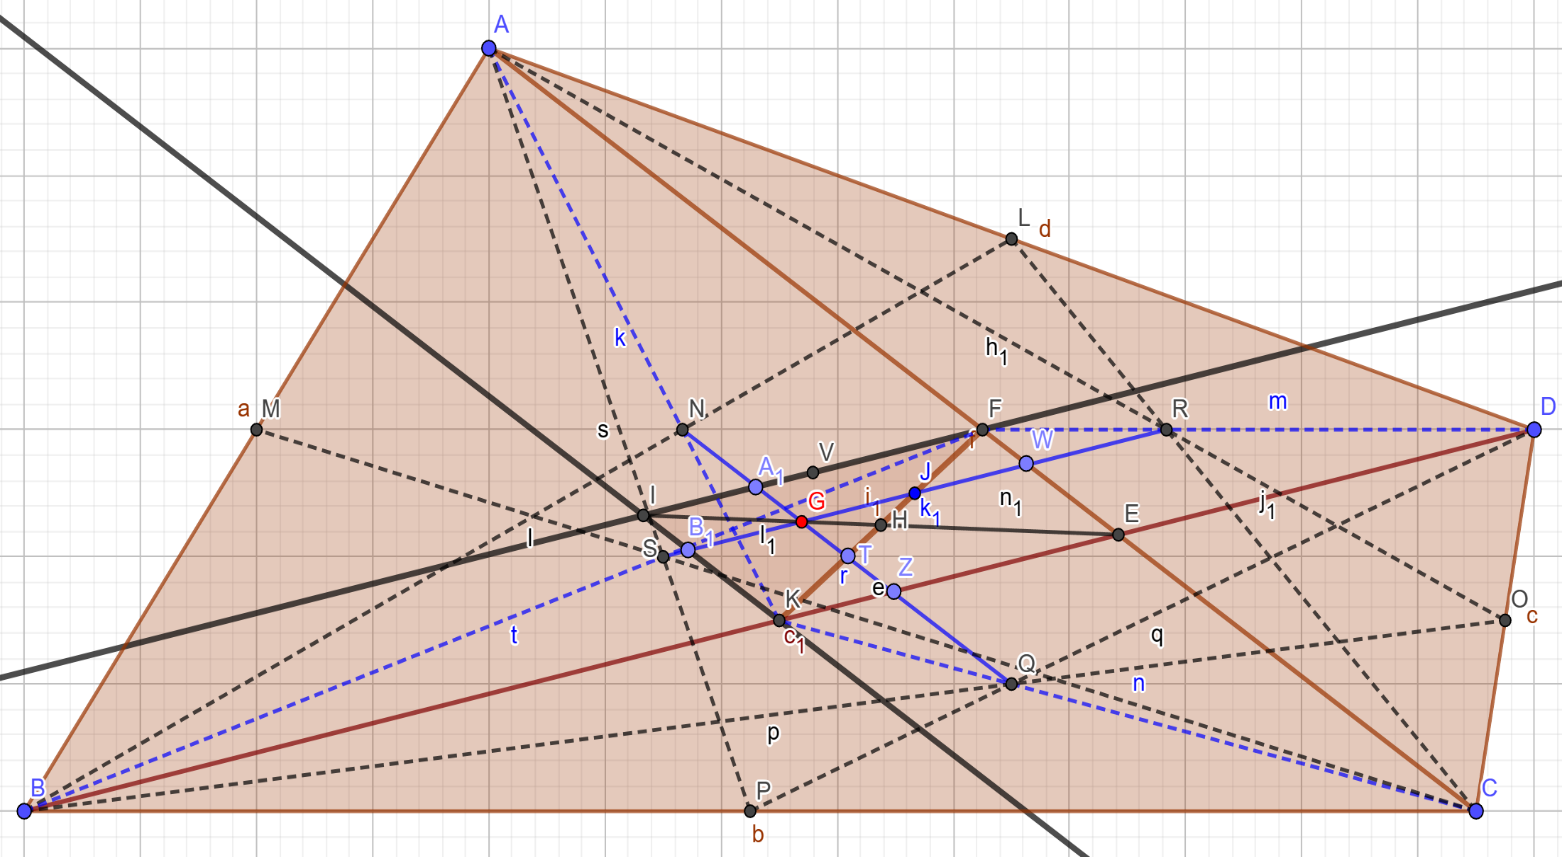 A
L
d
k
h₁
a
M
N
F
R
m
D
s
V
W
A₁
J
I
G
i₁
k₁
n₁
j₁
E
l
B₁
l₁
H
S
T
r
Z
e
K
c₁
O
c
t
q
Q
n
p
B
P
C
b